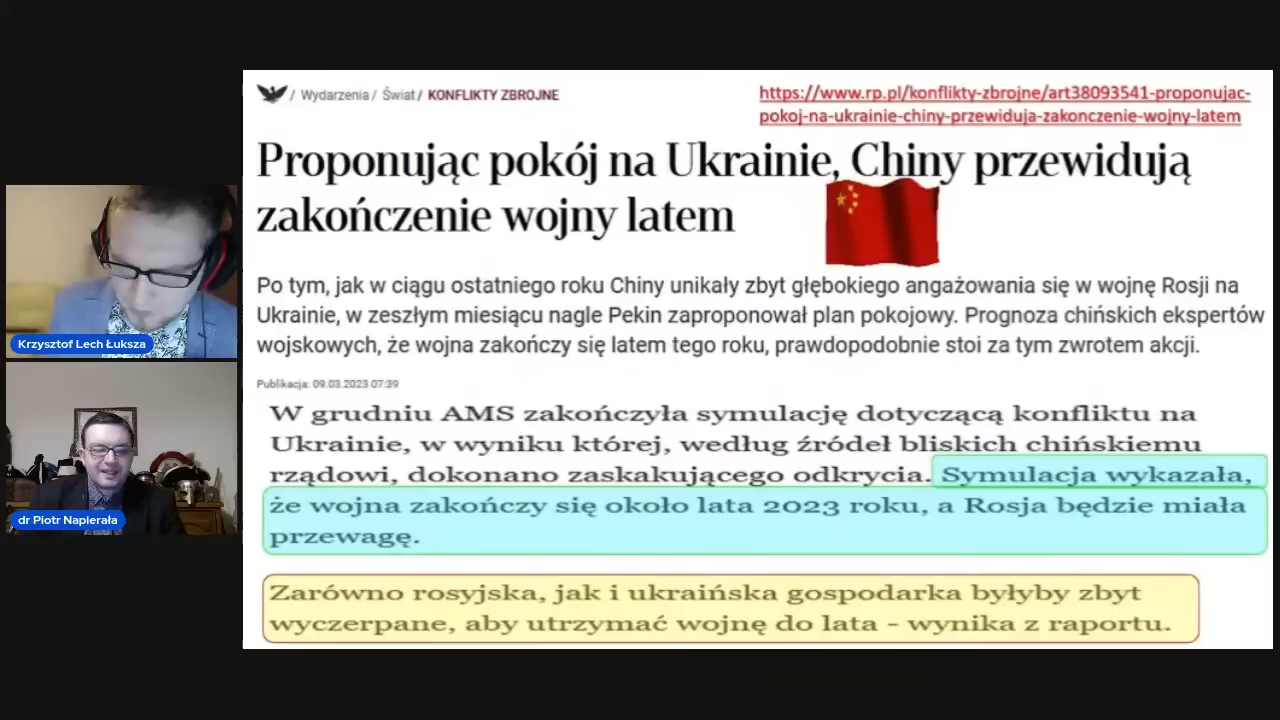 / Wydarzenia / Świat / KONFLIKTY ZBROJNE
https://www.rp.pl/konflikty-zbrojne/art38093541-proponujac-
pokoj-na-ukrainie-chiny-przewiduja-zakonczenie-wojny-latem
Proponując pokój na Ukrainie, Chiny przewidują
zakończenie wojny latem
Po tym, jak w ciągu ostatniego roku Chiny unikały zbyt głębokiego angażowania się w wojnę Rosji na
Ukrainie, w zeszłym miesiącu nagle Pekin zaproponował plan pokojowy. Prognoza chińskich ekspertów
wojskowych, że wojna zakończy się latem tego roku, prawdopodobnie stoi za tym zwrotem akcji.
Publikacja: 09.03.2023 07:39
W grudniu AMS zakończyła symulację dotyczącą konfliktu na
Ukrainie, w wyniku której, według źródeł bliskich chińskiemu
rządowi, dokonano zaskakującego odkrycia. Symulacja wykazała,
że wojna zakończy się około lata 2023 roku, a Rosja będzie miała
przewagę.
Zarówno rosyjska, jak i ukraińska gospodarka byłyby zbyt
wyczerpane, aby utrzymać wojnę do lata - wynika z raportu.
Krzysztof Lech Łuksza
dr Piotr Napierała